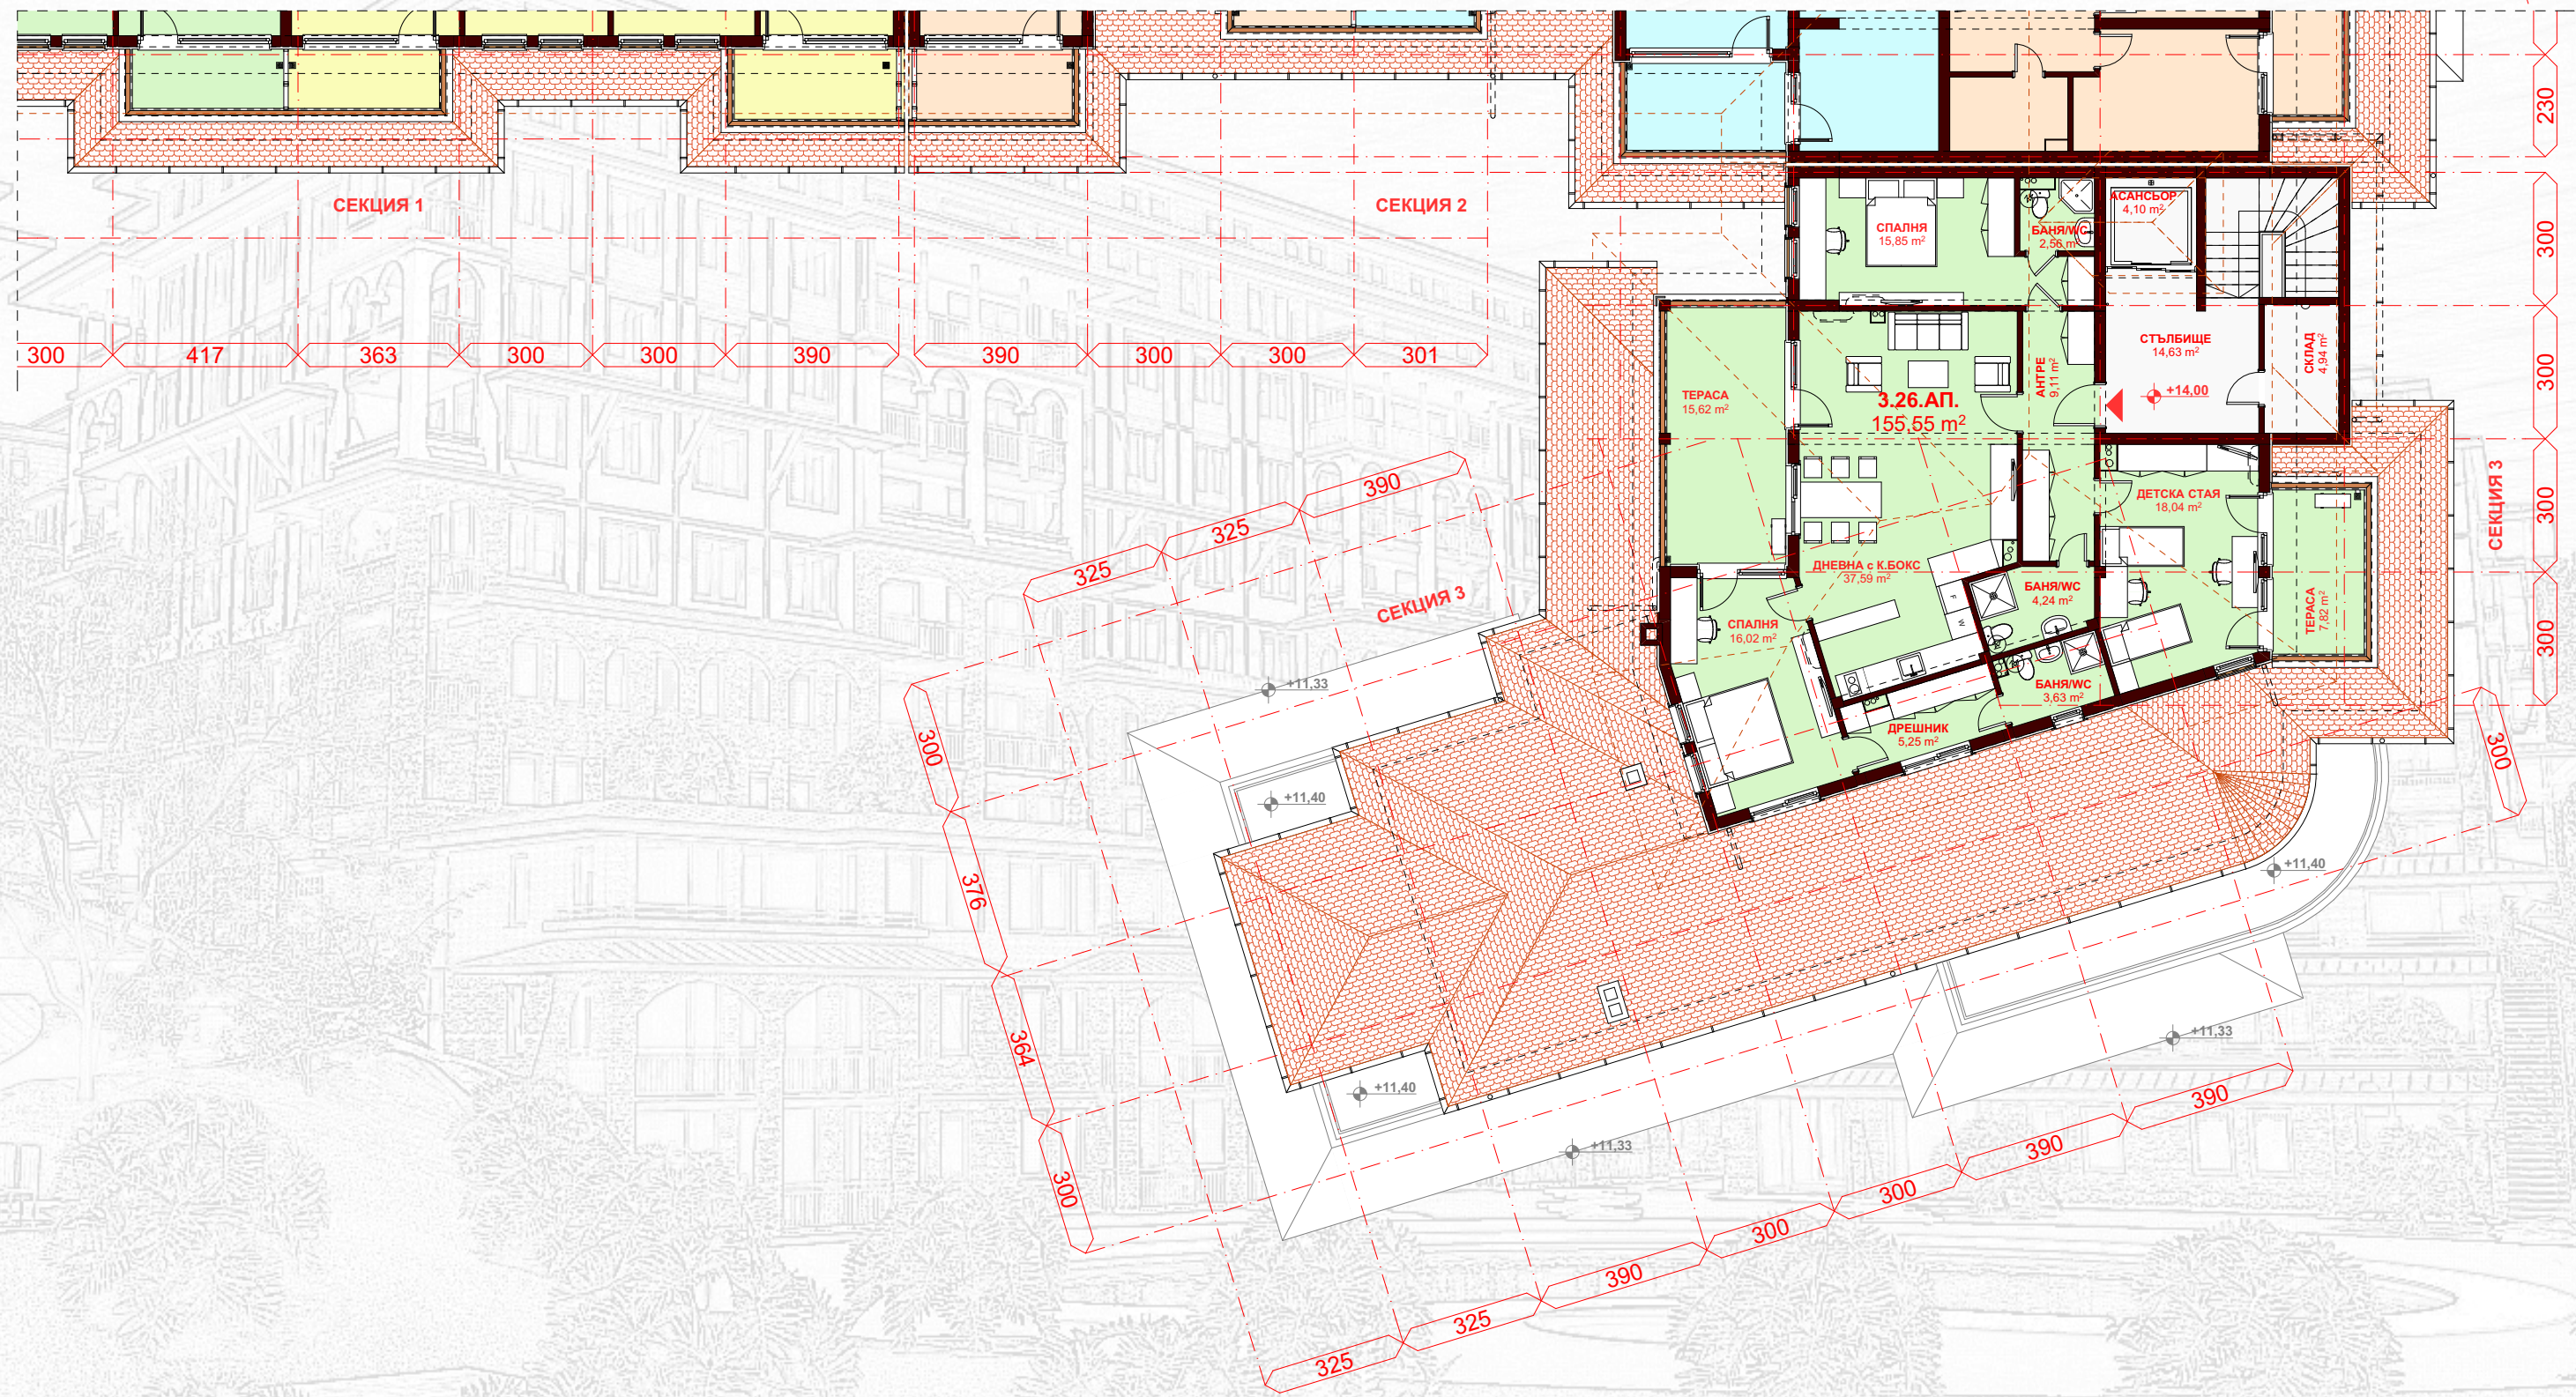 230
СЕКЦИЯ 1
СЕКЦИЯ 2
СПАЛНЯ
15,85 m²
БАНЯ/WC
2,56 m²
АСАНСЬОР
4,10 m²
300
300 417 363 300 300 390 390 300 300 301
СТЪЛБИЩЕ
14,63 m²
СКЛАД
4,94 m²
300
ТЕРАСА
15,62 m²
3.26.АП.
155,55 m²
АНТРЕ
9,11 m²
+14,00
325 325 390
ДЕТСКА СТАЯ
18,04 m²
СЕКЦИЯ 3
300
ДНЕВНА с К.БОКС
37,59 m²
СЕКЦИЯ 3
БАНЯ/WC
4,24 m²
F
W
СПАЛНЯ
16,02 m²
ТЕРАСА
7,82 m²
300
БАНЯ/WC
3,63 m²
+11,33
ДРЕШНИК
5,25 m²
300
300
+11,40
+11,40
376
364
+11,33
+11,40
+11,33
300
325 325 390 300 300 390 390